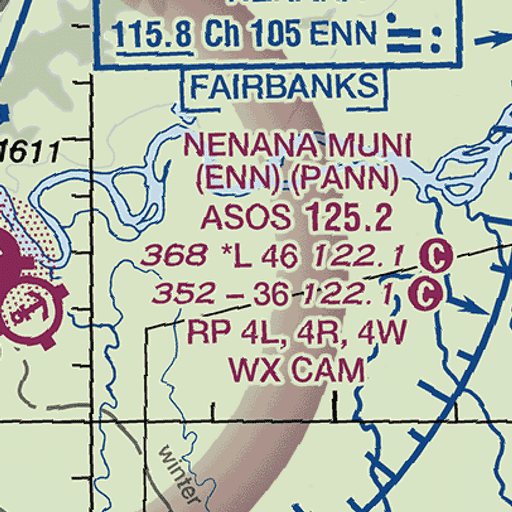 NENANA
115.8 Ch 105 ENN
FAIRBANKS
1611
NENANA MUNI
(ENN) (PANN)
ASOS 125.2
368 *L 46 122.1 C
352 – 36 122.1 C
RP 4L, 4R, 4W
WX CAM
winter